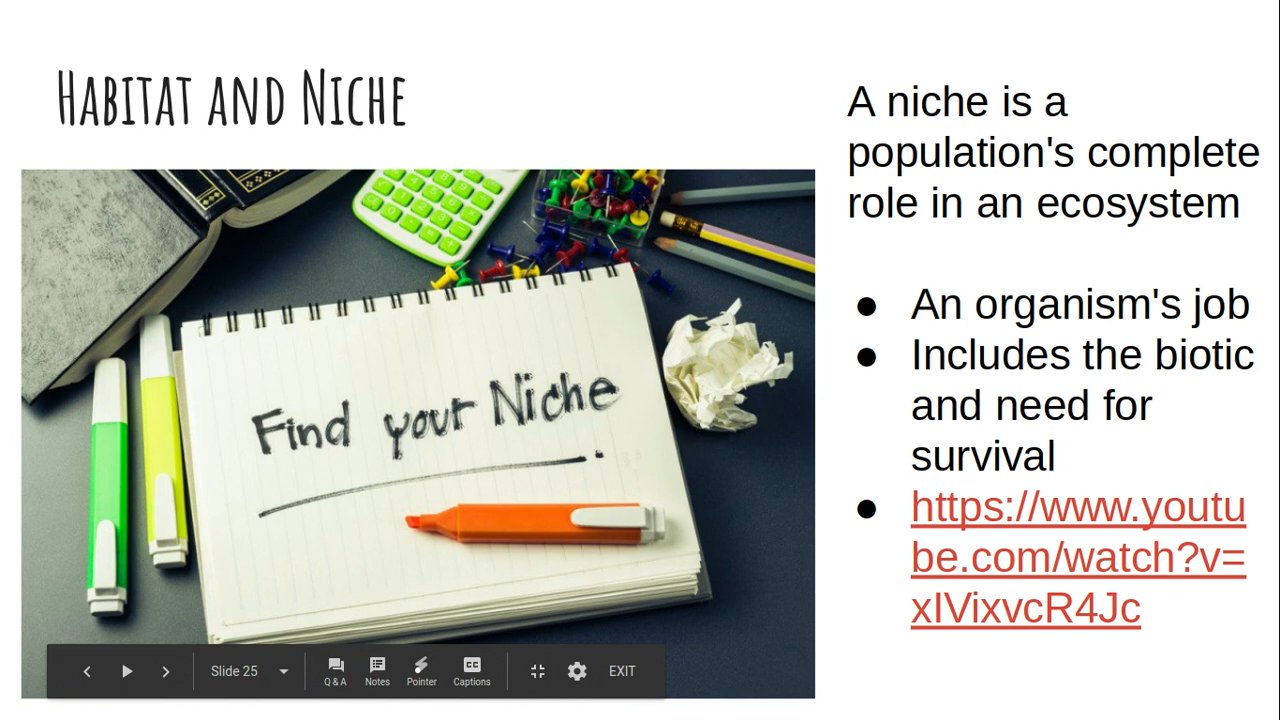 Habitat and Niche
A niche is a
population's complete
role in an ecosystem
● An organism's job
● Includes the biotic
and need for
survival
● https://www.youtu
be.com/watch?v=
xIVixvcR4Jc
Find your Niche
Slide 25
Q & A
Notes
Pointer
CC
Captions
EXIT